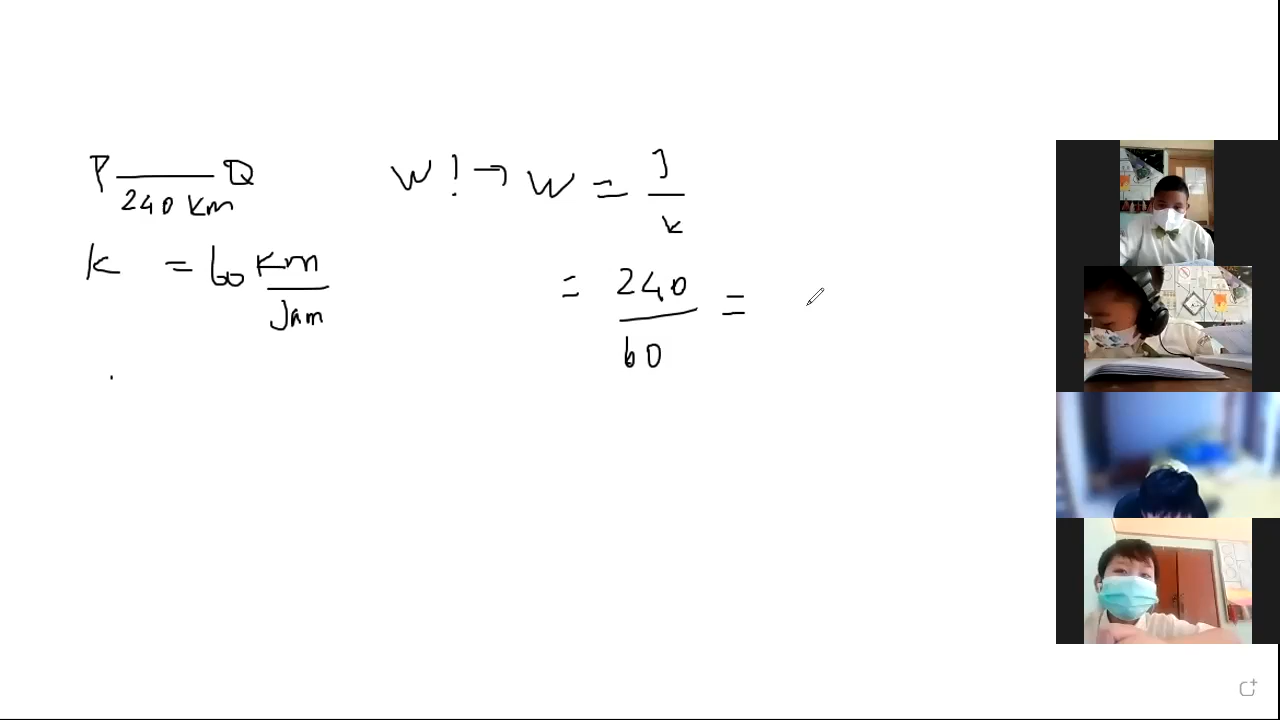 P Q
240 km
k = 60 km
Jam
W ! → W = J
k
= 240 =
60